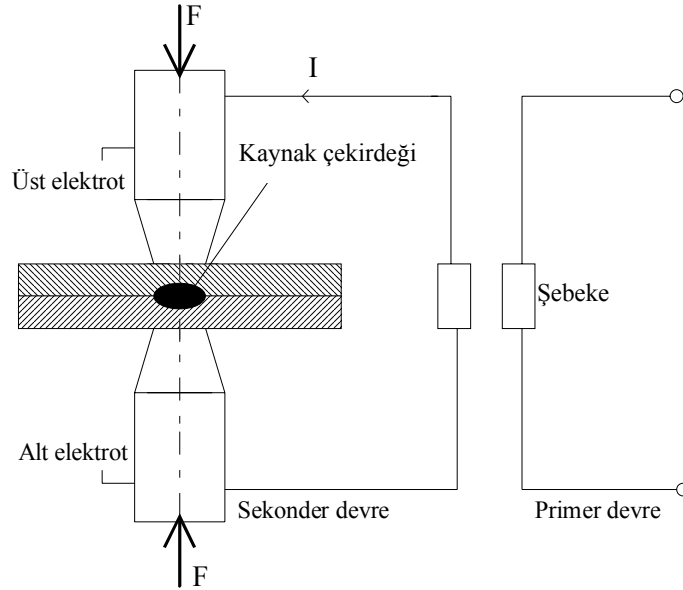 F
I
Kaynak çekirdeği
Üst elektrot
Şebeke
Alt elektrot
Sekonder devre
Primer devre
F